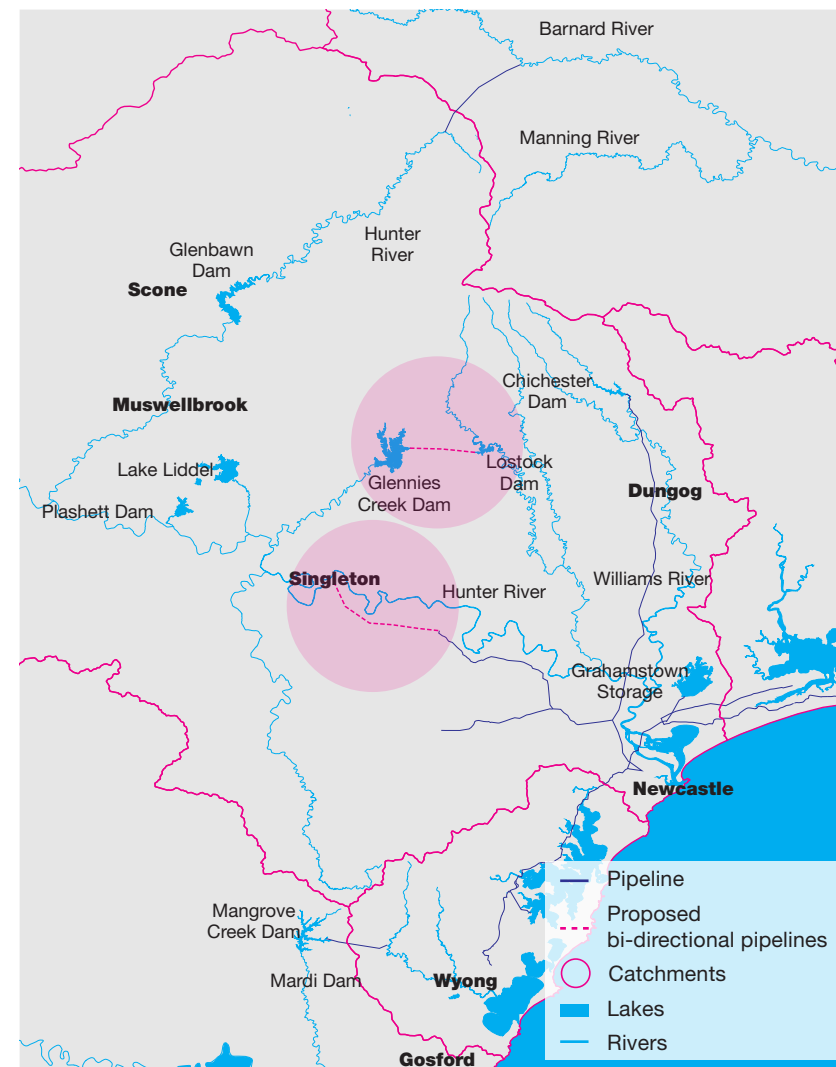 Barnard River
Manning River
Hunter
River
Glenbawn
Dam
Scone
Chichester
Dam
Muswellbrook
Lake Liddel
Glennies
Creek Dam
Lostock
Dam
Dungog
Plashett Dam
Singleton
Hunter River
Williams River
Grahamstown
Storage
Newcastle
Pipeline
Proposed
bi-directional pipelines
Catchments
Lakes
Rivers
Mangrove
Creek Dam
Mardi Dam
Wyong
Gosford